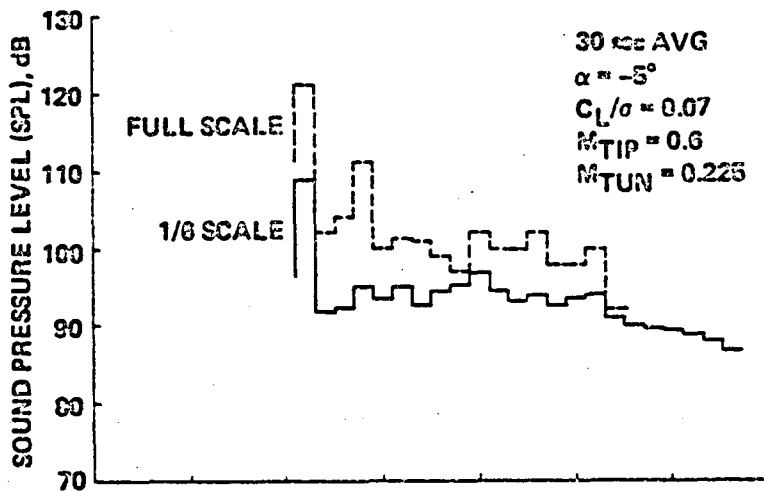 SOUND PRESSURE LEVEL (SPL), dB
130
120
110
100
90
80
70
FULL SCALE
1/6 SCALE
30 sec AVG
α = -5°
C_L/σ = 0.07
M_TIP = 0.6
M_TUN = 0.225